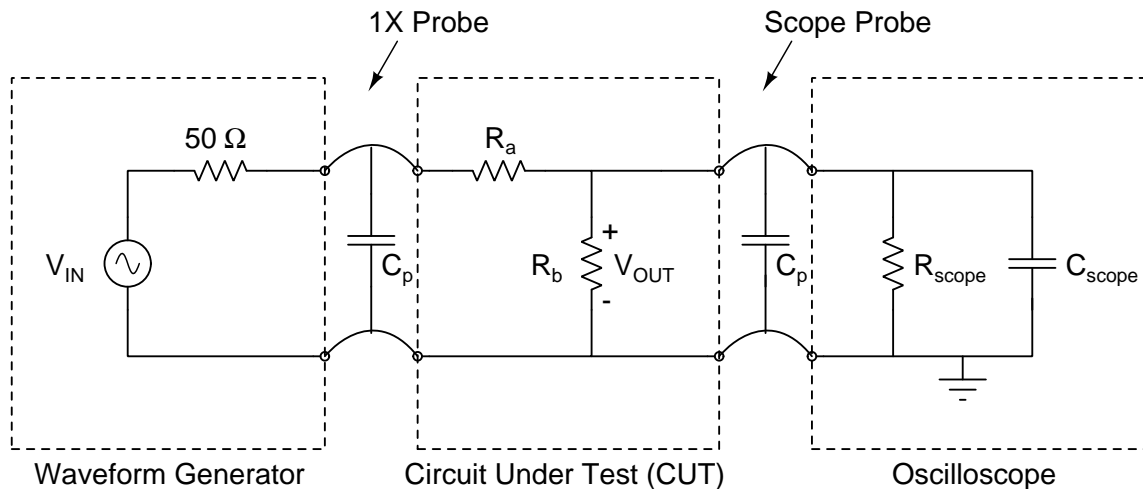 1X Probe
Scope Probe
50 Ω
R_a
V_IN
C_p
R_b
+
V_OUT
-
C_p
R_scope
C_scope
Waveform Generator
Circuit Under Test (CUT)
Oscilloscope